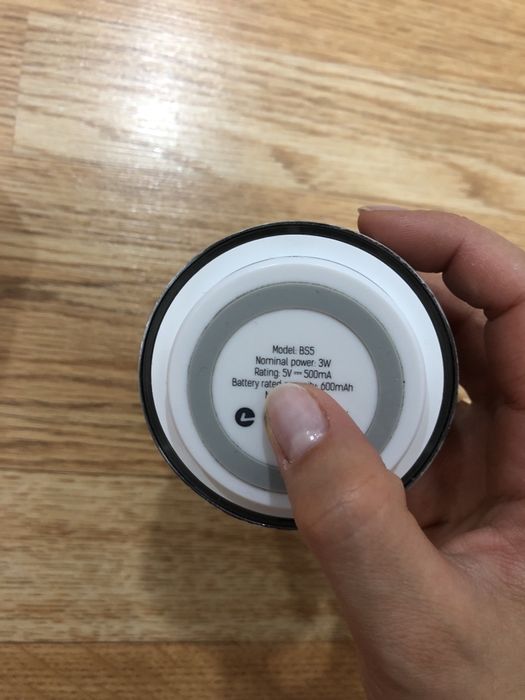 Model: BS5
Nominal power: 3W
Rating: 5V ⎓ 500mA
Battery rated 600mAh